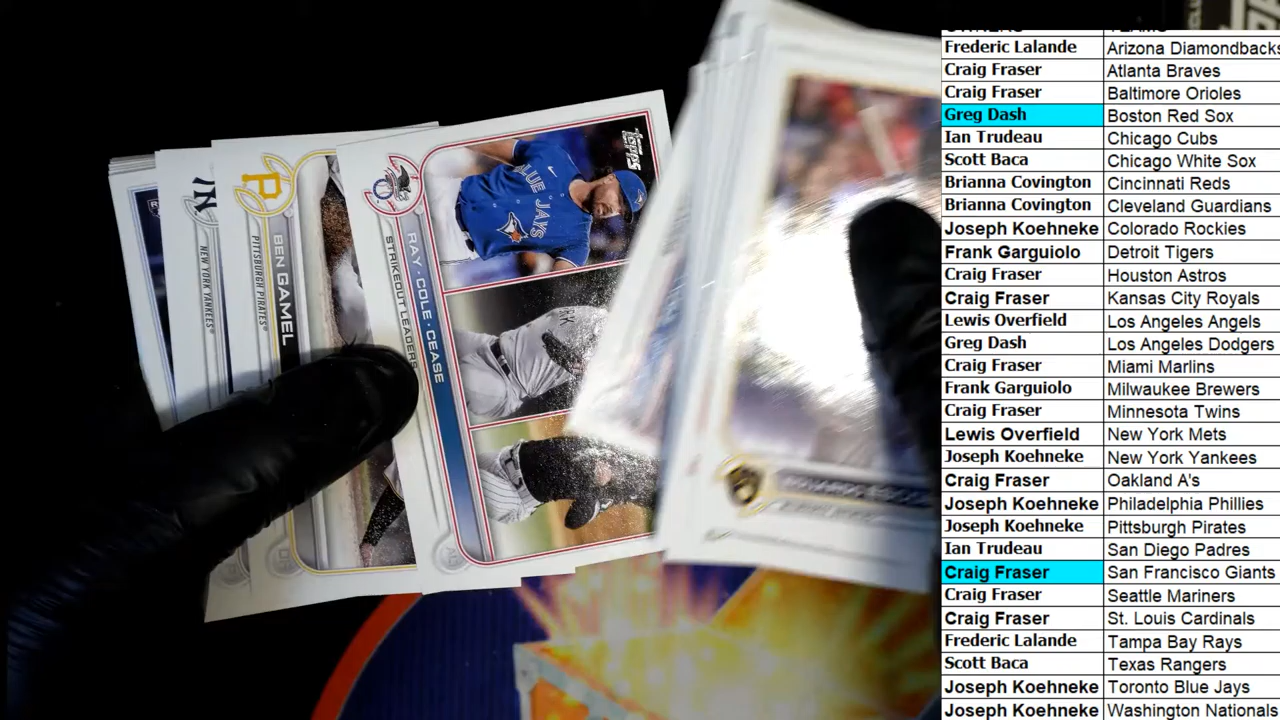 topps
BLUE JAYS
RAY · COLE · CEASE
STRIKEOUT LEADERS
P
BEN GAMEL
PITTSBURGH PIRATES
NEW YORK YANKEES
Frederic Lalande Arizona Diamondbacks
Craig Fraser Atlanta Braves
Craig Fraser Baltimore Orioles
Greg Dash Boston Red Sox
Ian Trudeau Chicago Cubs
Scott Baca Chicago White Sox
Brianna Covington Cincinnati Reds
Brianna Covington Cleveland Guardians
Joseph Koehneke Colorado Rockies
Frank Garguiolo Detroit Tigers
Craig Fraser Houston Astros
Craig Fraser Kansas City Royals
Lewis Overfield Los Angeles Angels
Greg Dash Los Angeles Dodgers
Craig Fraser Miami Marlins
Frank Garguiolo Milwaukee Brewers
Craig Fraser Minnesota Twins
Lewis Overfield New York Mets
Joseph Koehneke New York Yankees
Craig Fraser Oakland A's
Joseph Koehneke Philadelphia Phillies
Joseph Koehneke Pittsburgh Pirates
Ian Trudeau San Diego Padres
Craig Fraser San Francisco Giants
Craig Fraser Seattle Mariners
Craig Fraser St. Louis Cardinals
Frederic Lalande Tampa Bay Rays
Scott Baca Texas Rangers
Joseph Koehneke Toronto Blue Jays
Joseph Koehneke Washington Nationals